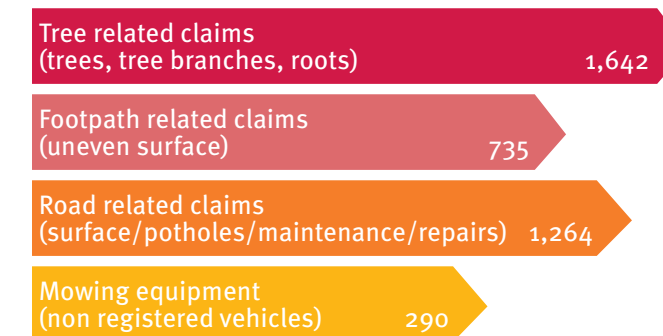 Tree related claims
(trees, tree branches, roots) 1,642
Footpath related claims
(uneven surface) 735
Road related claims
(surface/potholes/maintenance/repairs) 1,264
Mowing equipment
(non registered vehicles) 290